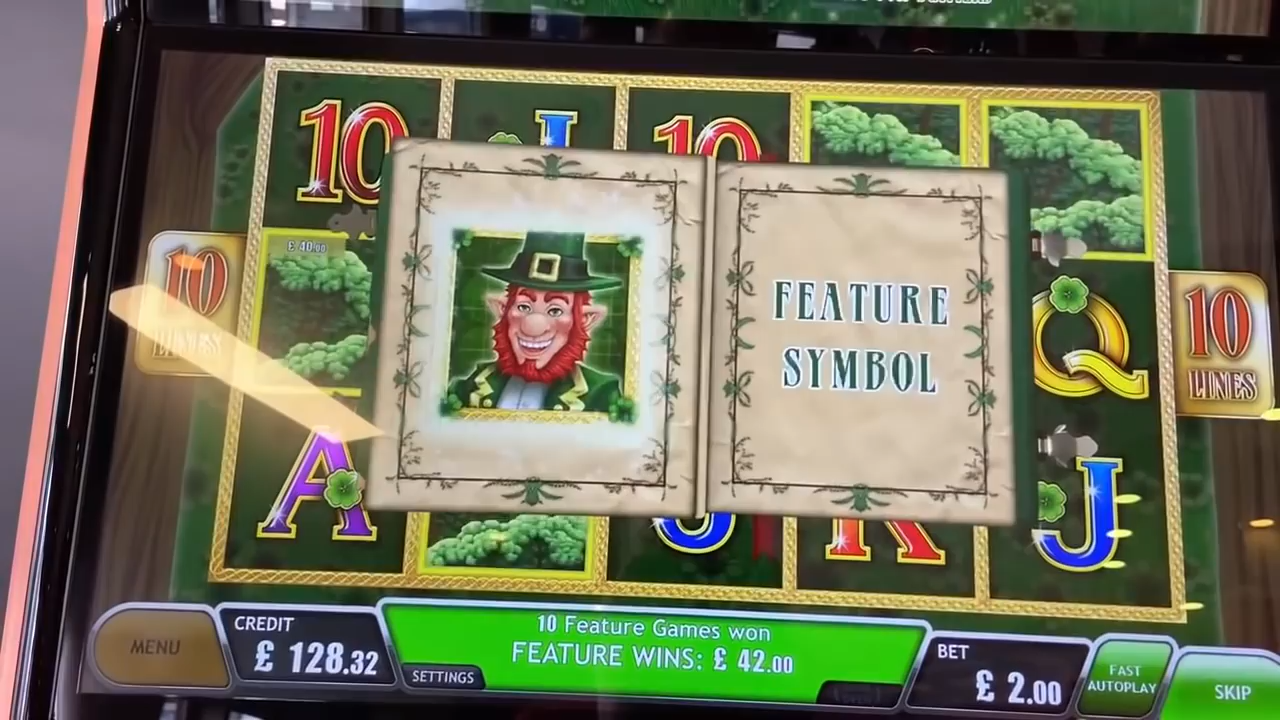 10
J
10
£ 40.00
10
LINES
FEATURE
SYMBOL
Q
10
LINES
A
J
K
J
MENU
CREDIT
£ 128.32
SETTINGS
10 Feature Games won
FEATURE WINS: £ 42.00
BET
£ 2.00
FAST
AUTOPLAY
SKIP